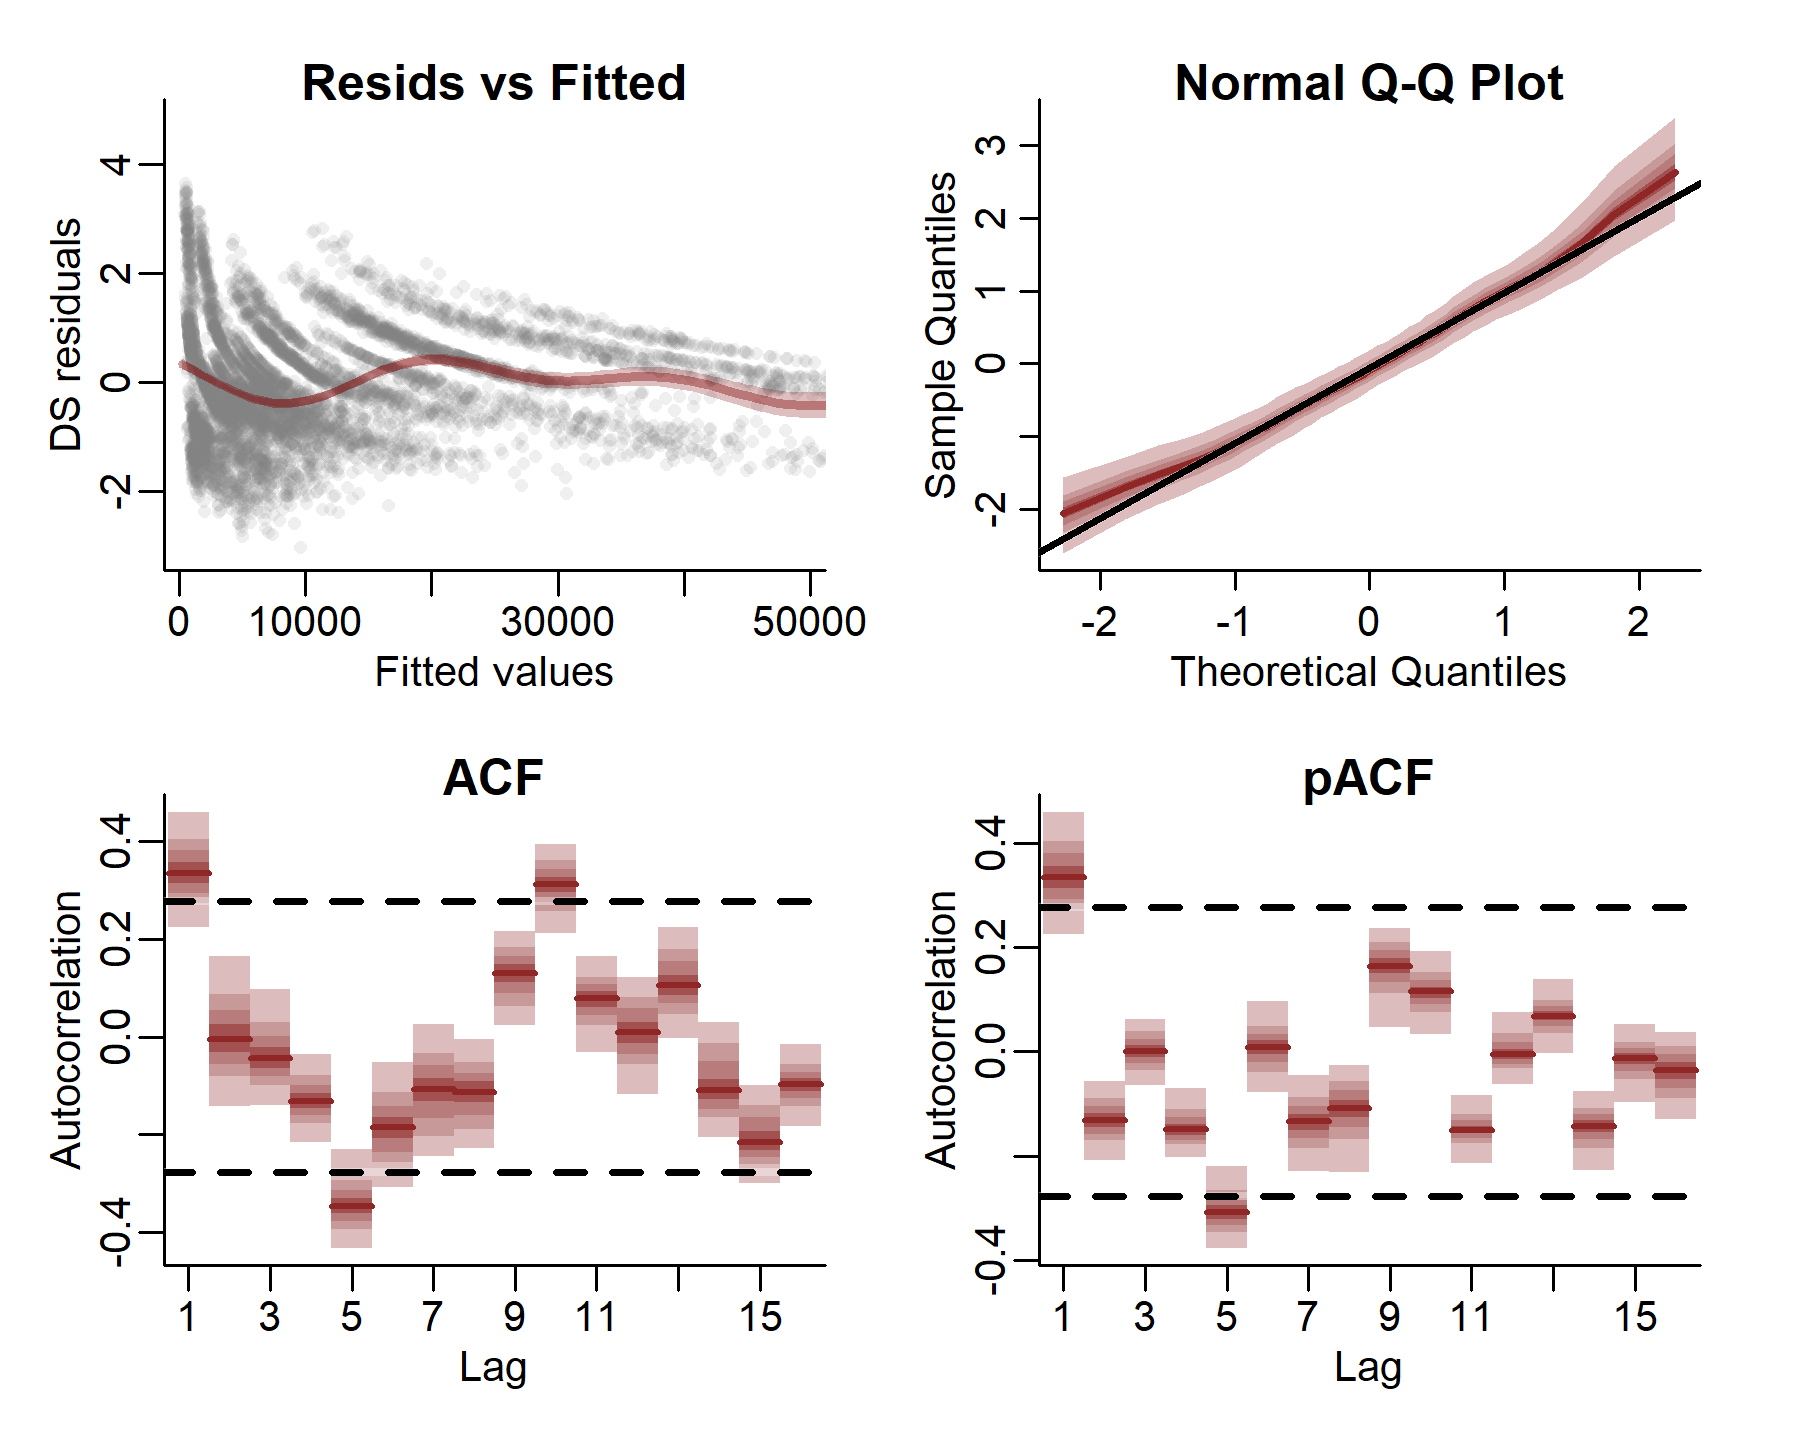 Resids vs Fitted
DS residuals
4
2
0
-2
0 10000 30000 50000
Fitted values
Normal Q-Q Plot
Sample Quantiles
3
2
1
0
-2
-2 -1 0 1 2
Theoretical Quantiles
ACF
Autocorrelation
0.4
0.2
0.0
-0.4
1 3 5 7 9 11 15
Lag
pACF
Autocorrelation
0.4
0.2
0.0
-0.4
1 3 5 7 9 11 15
Lag